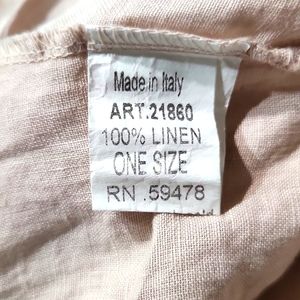 Made in Italy
ART.21860
100% LINEN
ONE SIZE
RN .59478